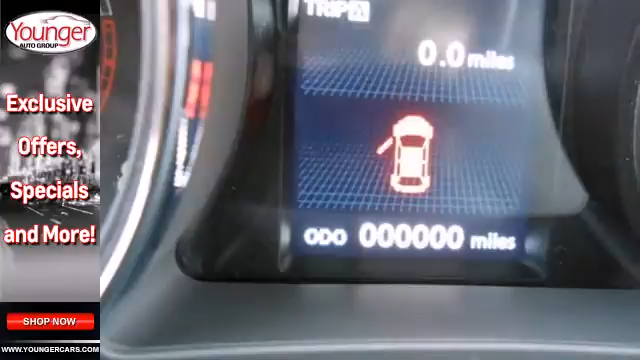 Younger
AUTO GROUP
Exclusive
Offers,
Specials
and More!
SHOP NOW
WWW.YOUNGERCARS.COM
TRIP A
0.0 miles
ODO 000000 miles